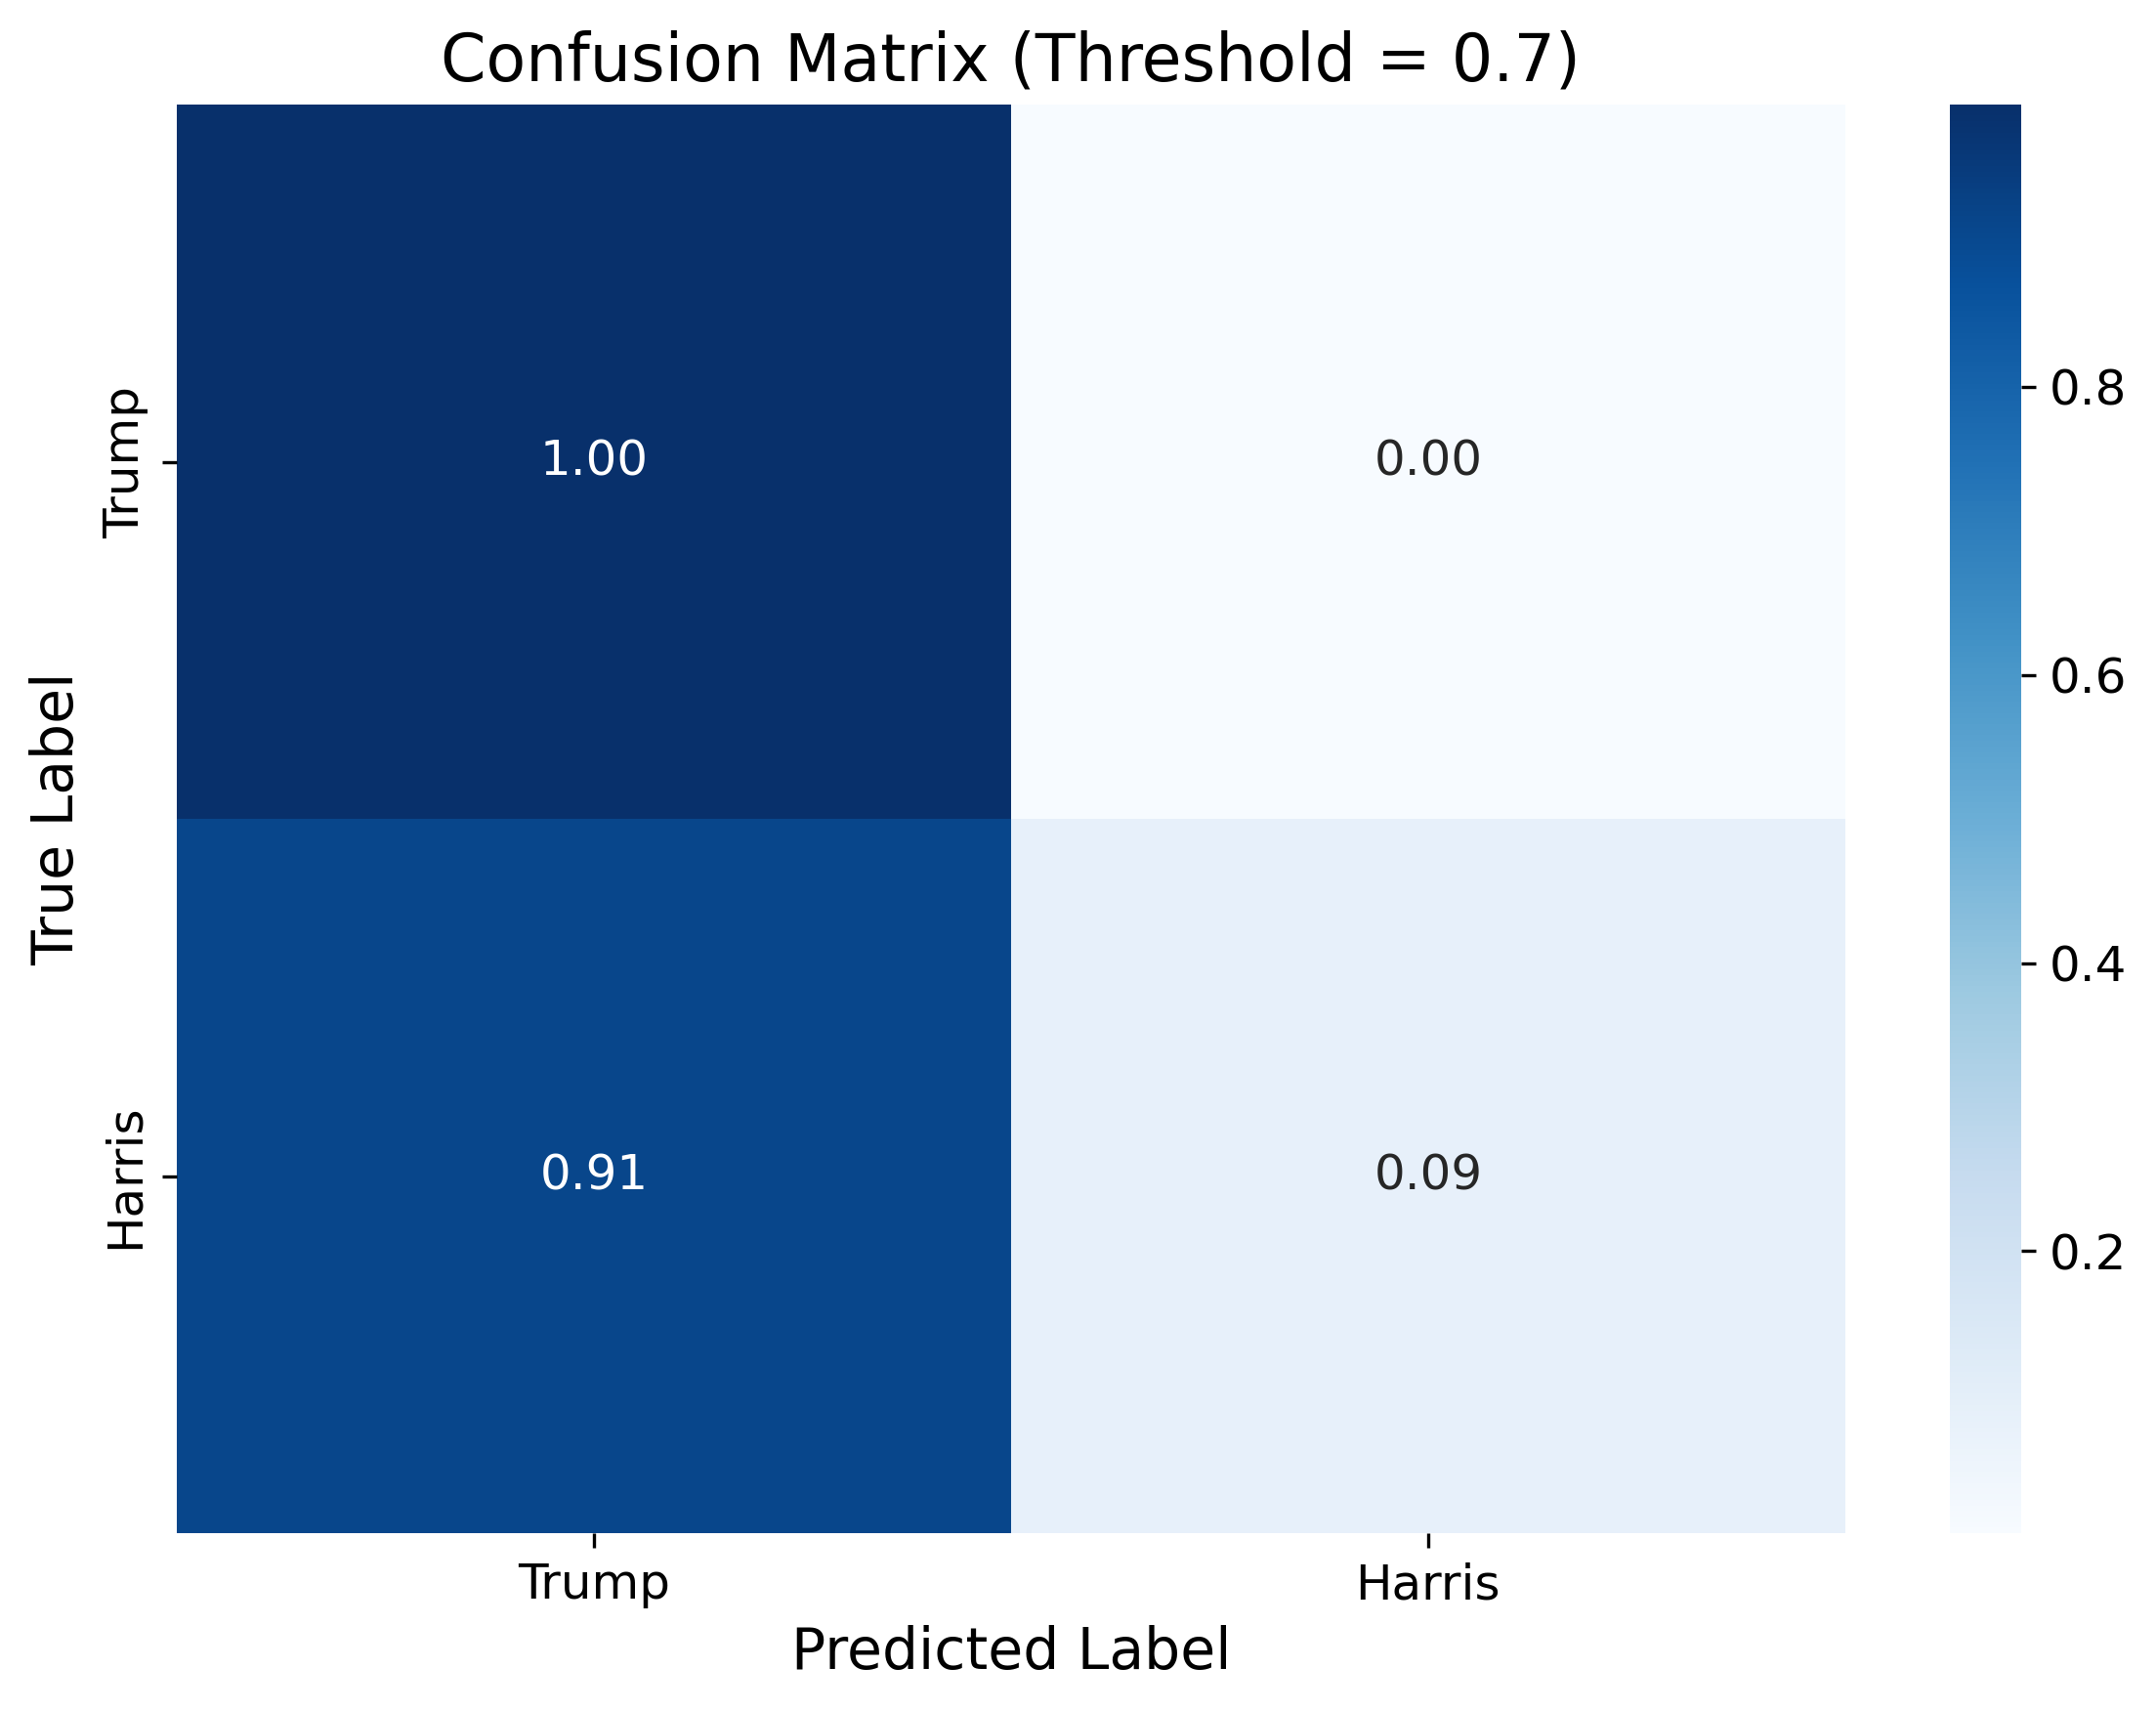 Confusion Matrix (Threshold = 0.7)
True Label
Trump
1.00 0.00
Harris
0.91 0.09
Trump Harris
Predicted Label
0.8
0.6
0.4
0.2